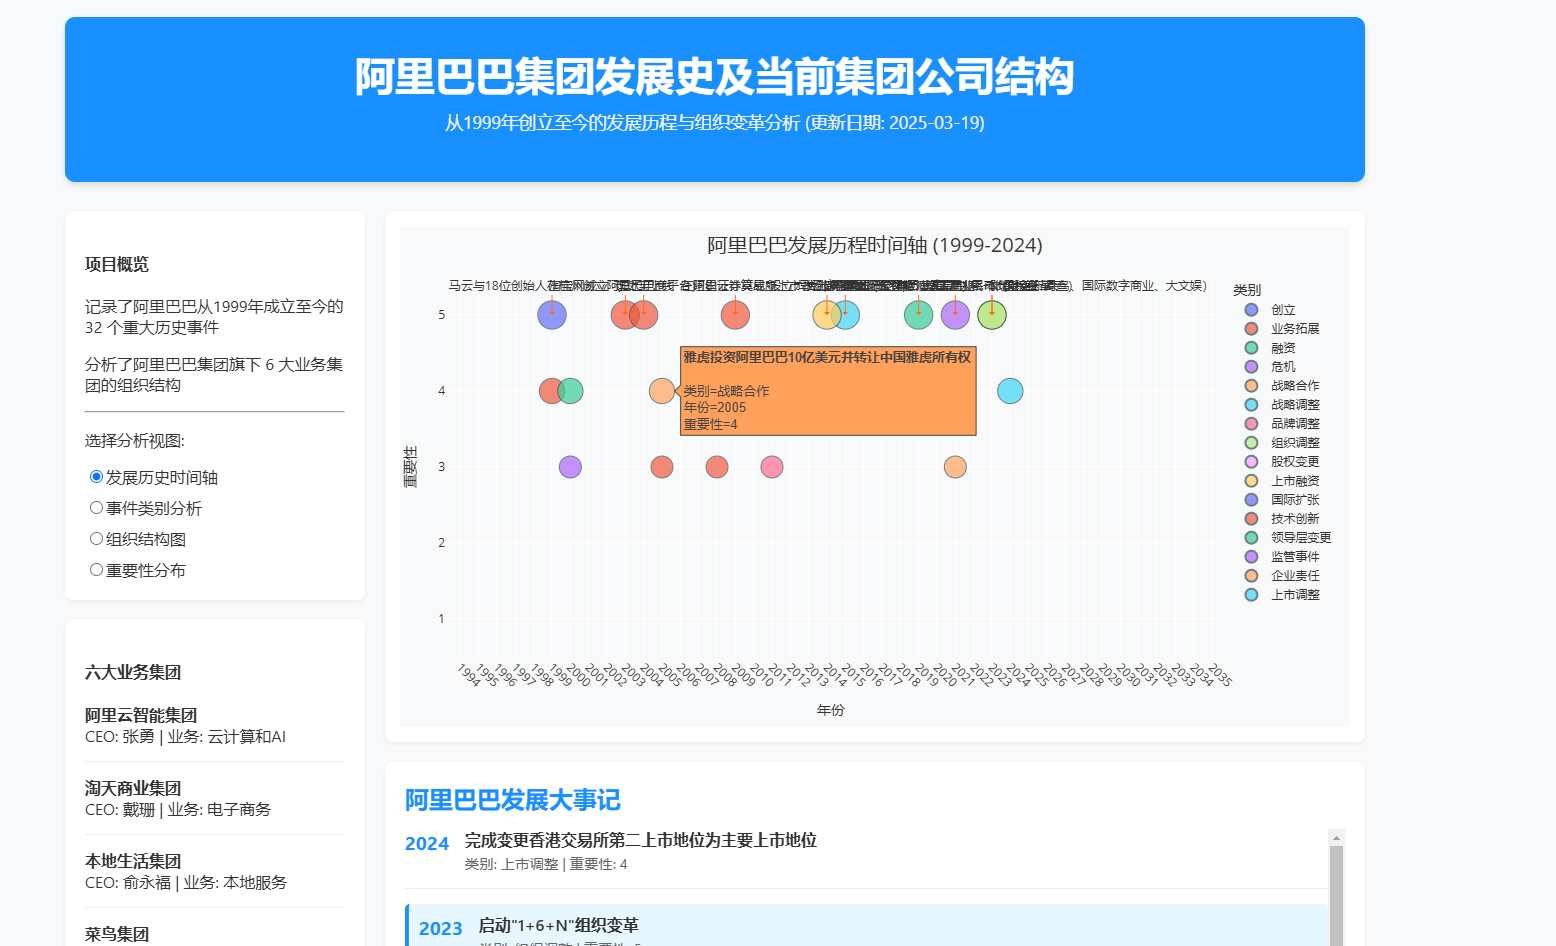 阿里巴巴集团发展史及当前集团公司结构
从1999年创立至今的发展历程与组织变革分析 (更新日期: 2025-03-19)
项目概览
记录了阿里巴巴从1999年成立至今的
32 个重大历史事件
分析了阿里巴巴集团旗下 6 大业务集
团的组织结构
选择分析视图:
发展历史时间轴
事件类别分析
组织结构图
重要性分布
六大业务集团
阿里云智能集团
CEO: 张勇 | 业务: 云计算和AI
淘天商业集团
CEO: 戴珊 | 业务: 电子商务
本地生活集团
CEO: 俞永福 | 业务: 本地服务
菜鸟集团
阿里巴巴发展历程时间轴 (1999-2024)
马云与18位创始人在
国际数字商业、大文娱）
5
4
3
2
1
重要性
雅虎投资阿里巴巴10亿美元并转让中国雅虎所有权
类别=战略合作
年份=2005
重要性=4
1994
1995
1996
1997
1998
1999
2000
2001
2002
2003
2004
2005
2006
2007
2008
2009
2010
2011
2012
2013
2014
2015
2016
2017
2018
2019
2020
2021
2022
2023
2024
2025
2026
2027
2028
2029
2030
2031
2032
2033
2034
2035
年份
类别
创立
业务拓展
融资
危机
战略合作
战略调整
品牌调整
组织调整
股权变更
上市融资
国际扩张
技术创新
领导层变更
监管事件
企业责任
上市调整
阿里巴巴发展大事记
2024
完成变更香港交易所第二上市地位为主要上市地位
类别: 上市调整 | 重要性: 4
2023
启动"1+6+N"组织变革
类别: 组织调整 | 重要性: 5